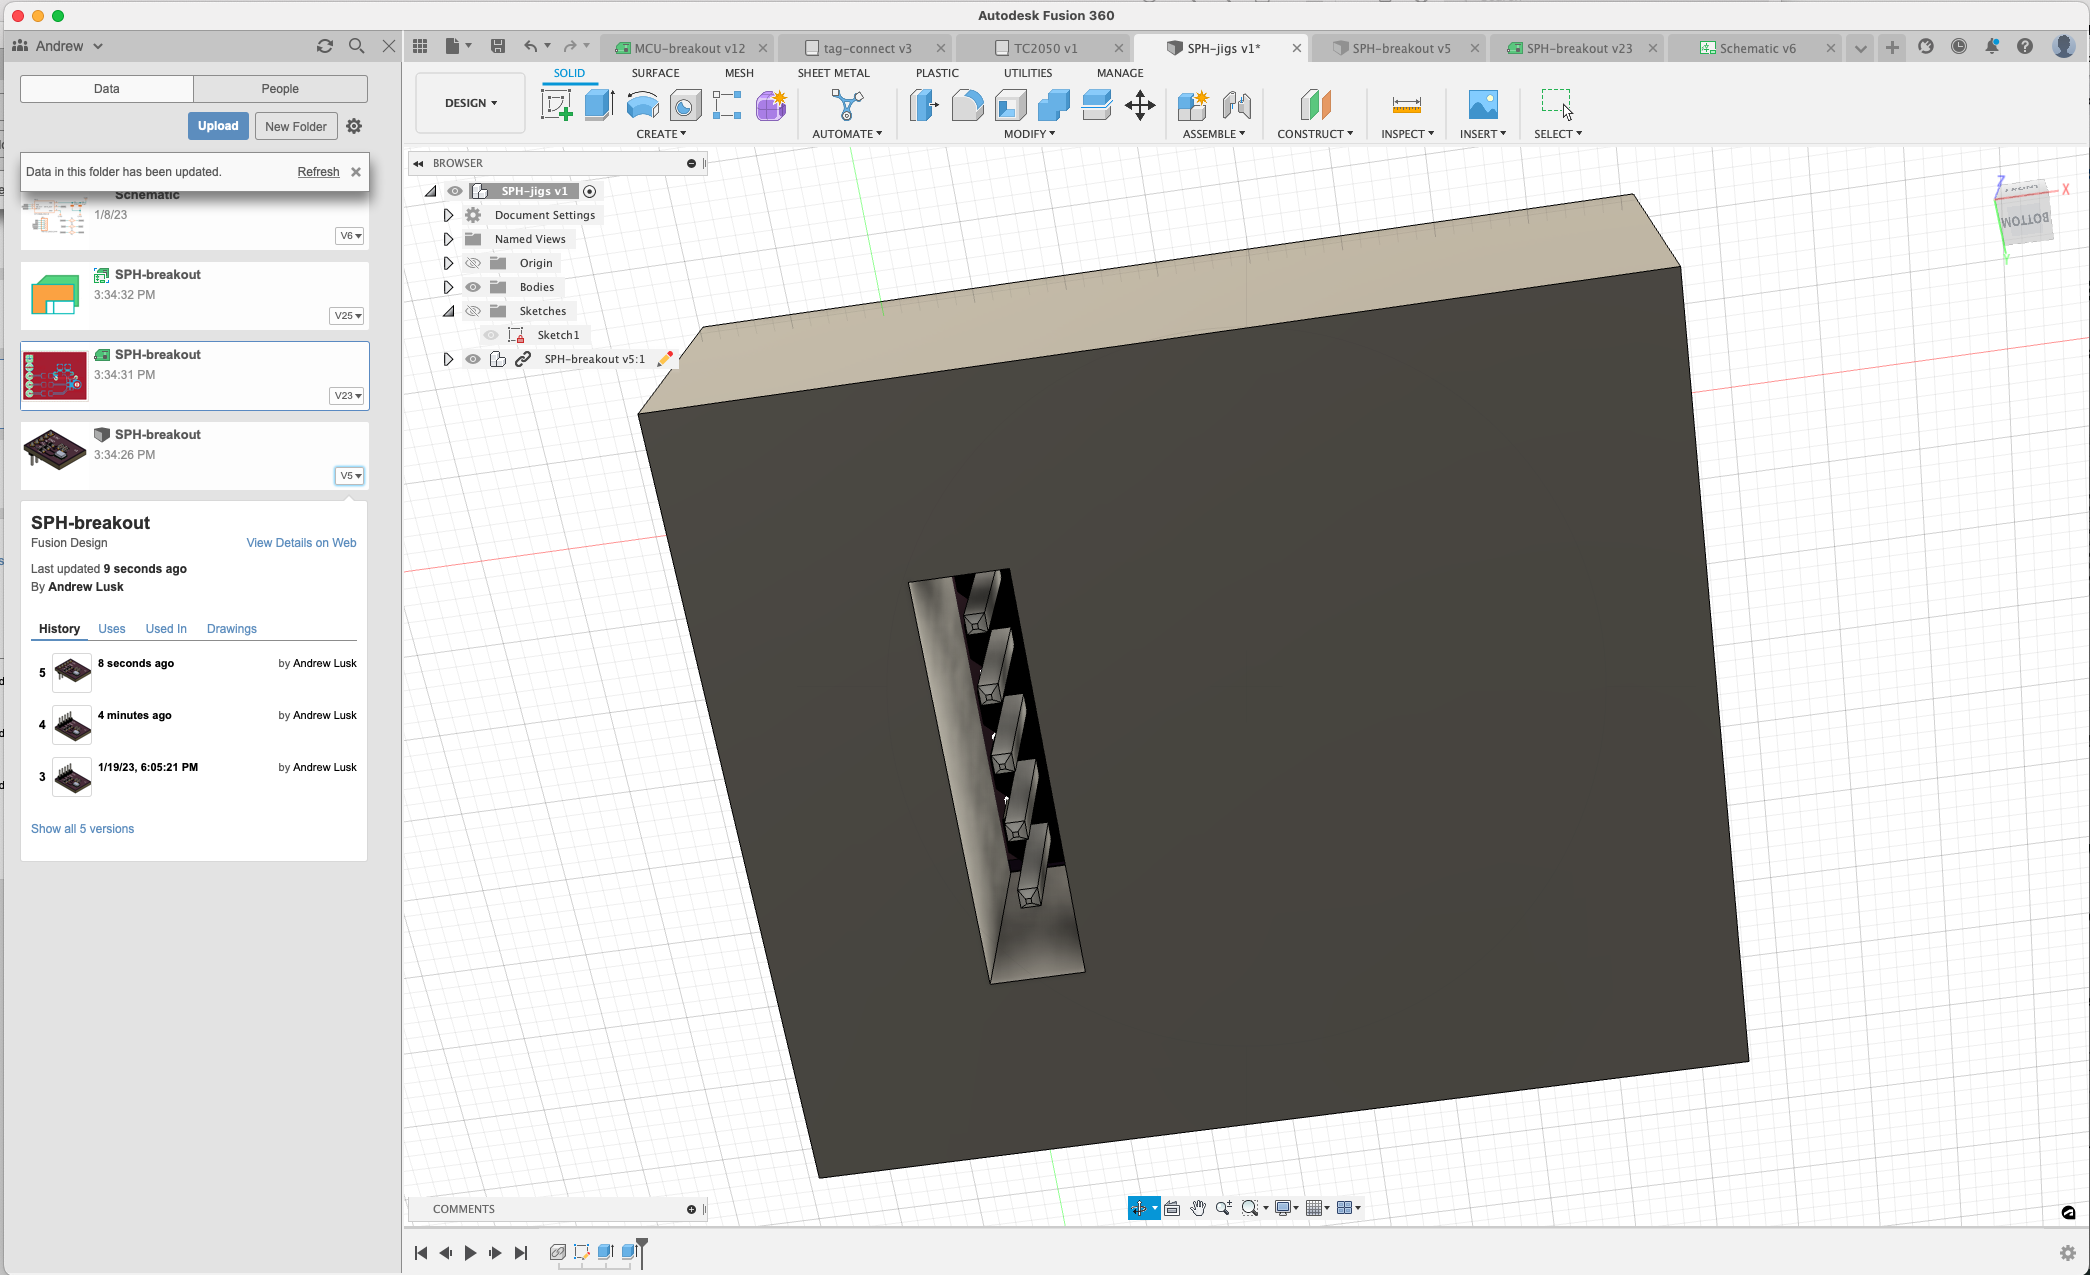 Autodesk Fusion 360
Andrew
MCU-breakout v12
tag-connect v3
TC2050 v1
SPH-jigs v1*
SPH-breakout v5
SPH-breakout v23
Schematic v6
Data
People
Upload
New Folder
Data in this folder has been updated.
Refresh
Schematic
1/8/23
V6
SPH-breakout
3:34:32 PM
V25
SPH-breakout
3:34:31 PM
V23
SPH-breakout
3:34:26 PM
V5
SPH-breakout
Fusion Design
View Details on Web
Last updated 9 seconds ago
By Andrew Lusk
History
Uses
Used In
Drawings
5
8 seconds ago
by Andrew Lusk
4
4 minutes ago
by Andrew Lusk
3
1/19/23, 6:05:21 PM
by Andrew Lusk
Show all 5 versions
DESIGN
SOLID
SURFACE
MESH
SHEET METAL
PLASTIC
UTILITIES
MANAGE
CREATE
AUTOMATE
MODIFY
ASSEMBLE
CONSTRUCT
INSPECT
INSERT
SELECT
BROWSER
SPH-jigs v1
Document Settings
Named Views
Origin
Bodies
Sketches
Sketch1
SPH-breakout v5:1
Z
X
BOTTOM
Y
COMMENTS